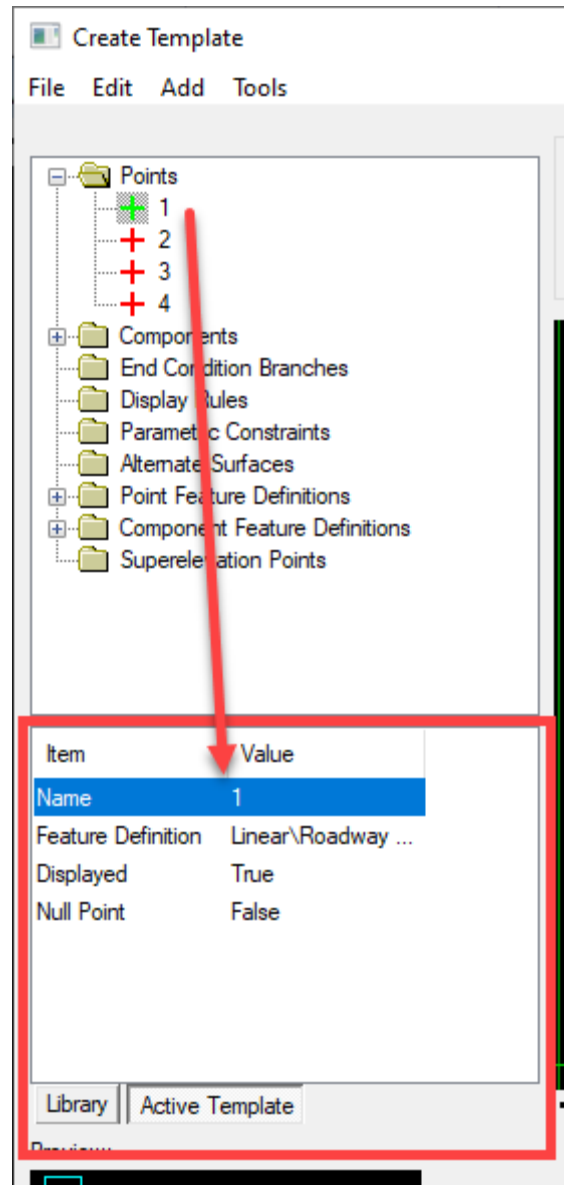 Create Template
File Edit Add Tools
Points
1
2
3
4
Components
End Condition Branches
Display Rules
Parametric Constraints
Alternate Surfaces
Point Feature Definitions
Component Feature Definitions
Superelevation Points
Item Value
Name 1
Feature Definition Linear\Roadway ...
Displayed True
Null Point False
Library Active Template
Preview: